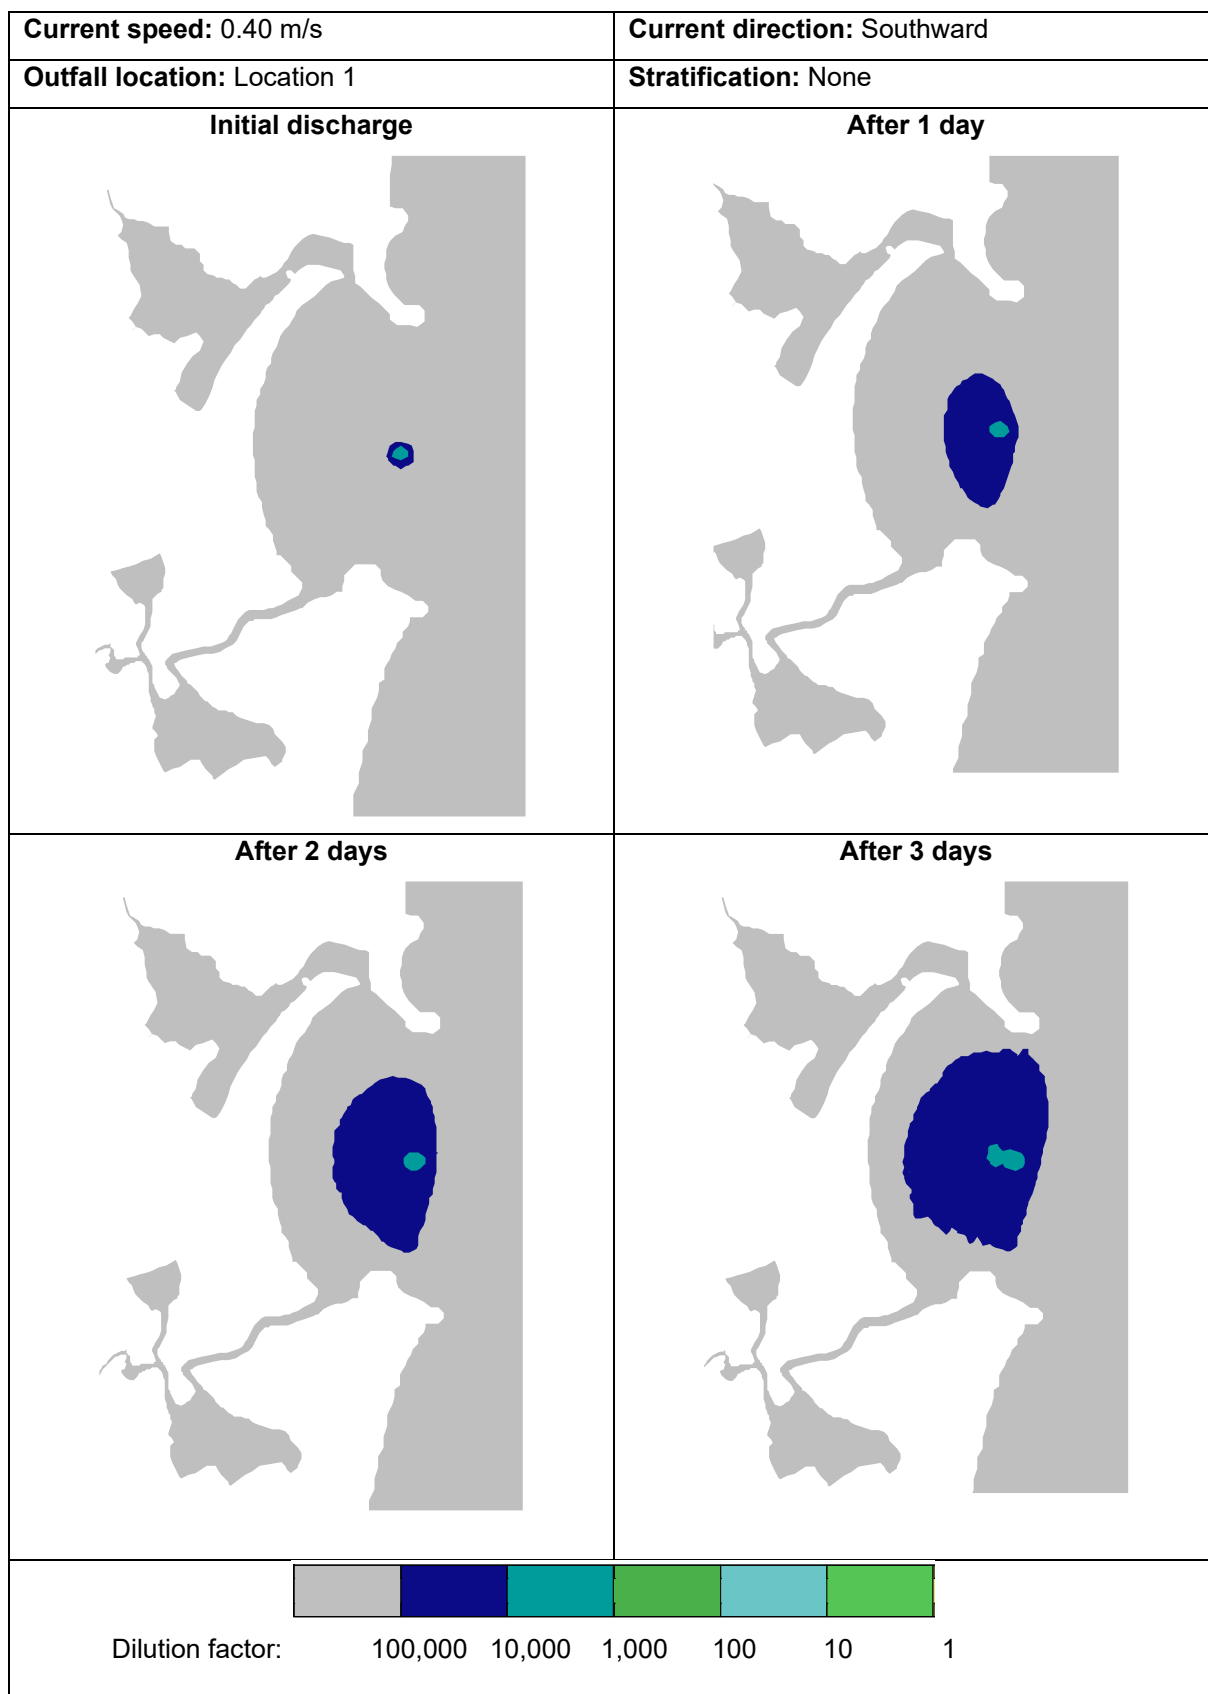 Current speed: 0.40 m/s
Current direction: Southward
Outfall location: Location 1
Stratification: None
Initial discharge
After 1 day
After 2 days
After 3 days
Dilution factor: 100,000 10,000 1,000 100 10 1